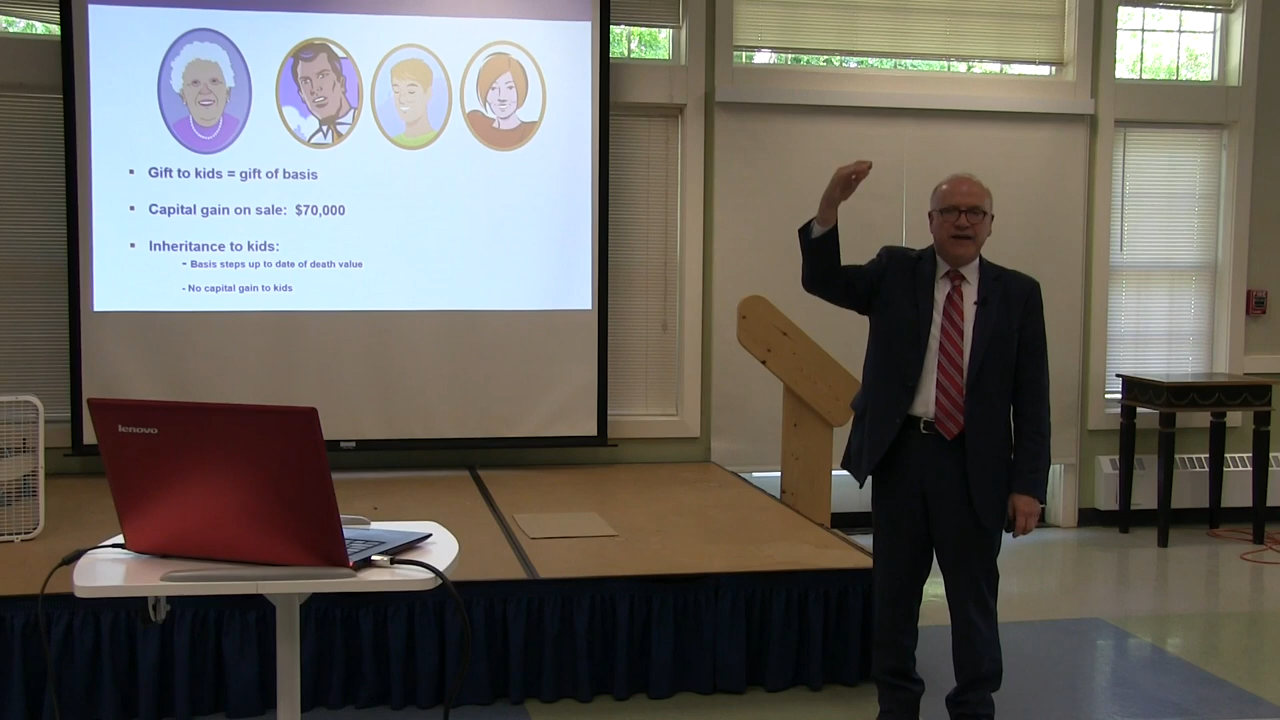 ▪ Gift to kids = gift of basis
▪ Capital gain on sale: $70,000
▪ Inheritance to kids:
- Basis steps up to date of death value
- No capital gain to kids
lenovo
FIRE